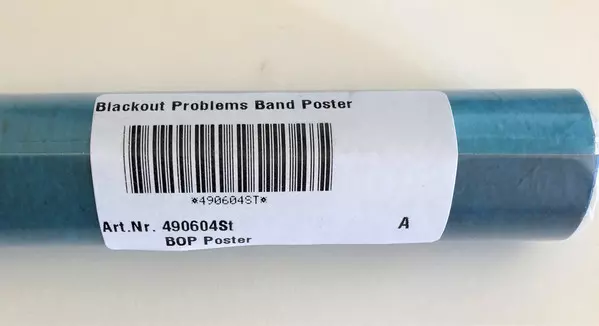 Blackout Problems Band Poster
*490604ST*
Art.Nr. 490604St A
BOP Poster